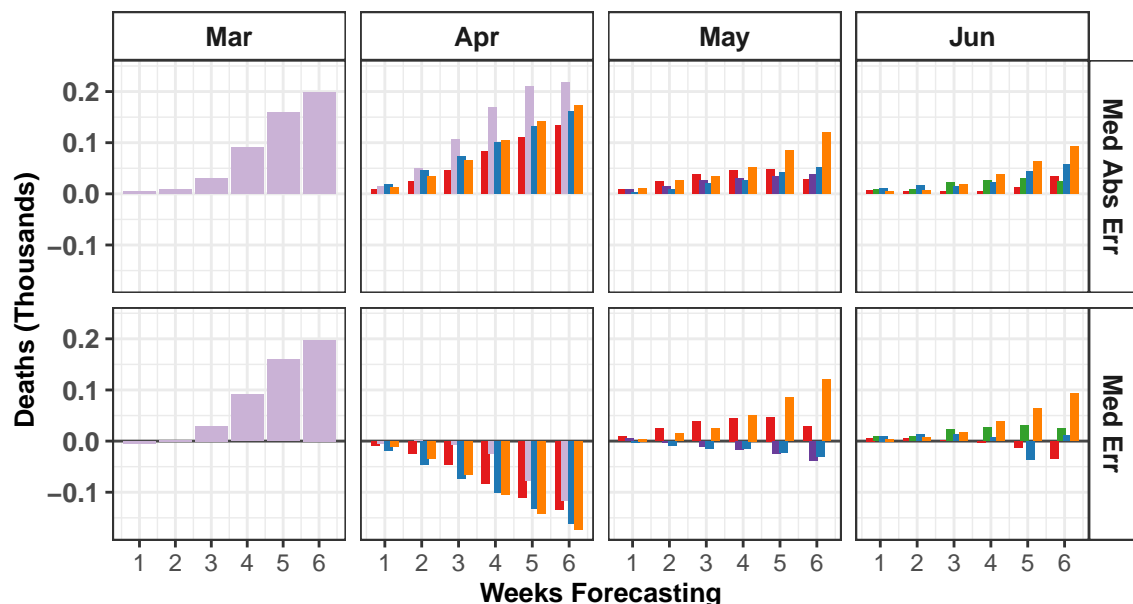 Mar Apr May Jun
Deaths (Thousands)
0.2
0.1
0.0
−0.1
Med Abs Err
0.2
0.1
0.0
−0.1
Med Err
1 2 3 4 5 6 1 2 3 4 5 6 1 2 3 4 5 6 1 2 3 4 5 6
Weeks Forecasting